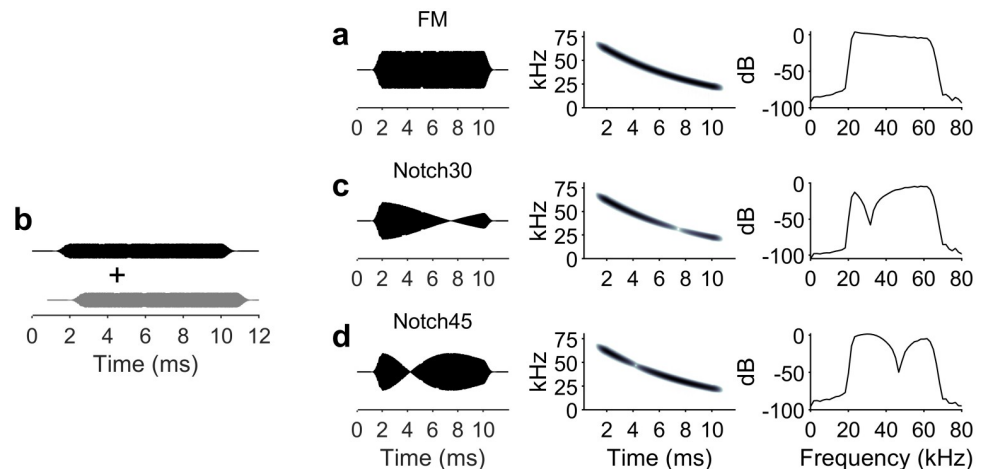 a
FM
75
50
25
0
kHz
0
-50
-100
dB
0 2 4 6 8 10
2 4 6 8 10
0 20 40 60 80
b
+
0 2 4 6 8 10 12
Time (ms)
c
Notch30
75
50
25
0
kHz
0
-50
-100
dB
0 2 4 6 8 10
2 4 6 8 10
0 20 40 60 80
d
Notch45
75
50
25
0
kHz
0
-50
-100
dB
0 2 4 6 8 10
2 4 6 8 10
0 20 40 60 80
Time (ms)
Time (ms)
Frequency (kHz)